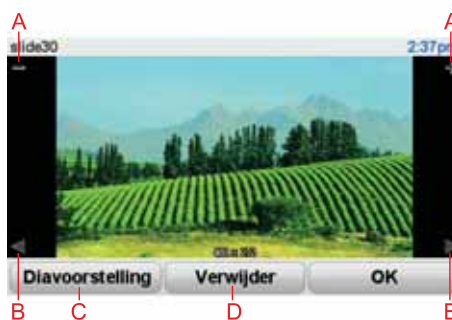 A A
slide30 2:37pm
− +
Diavoorstelling Verwijder OK
B C D B